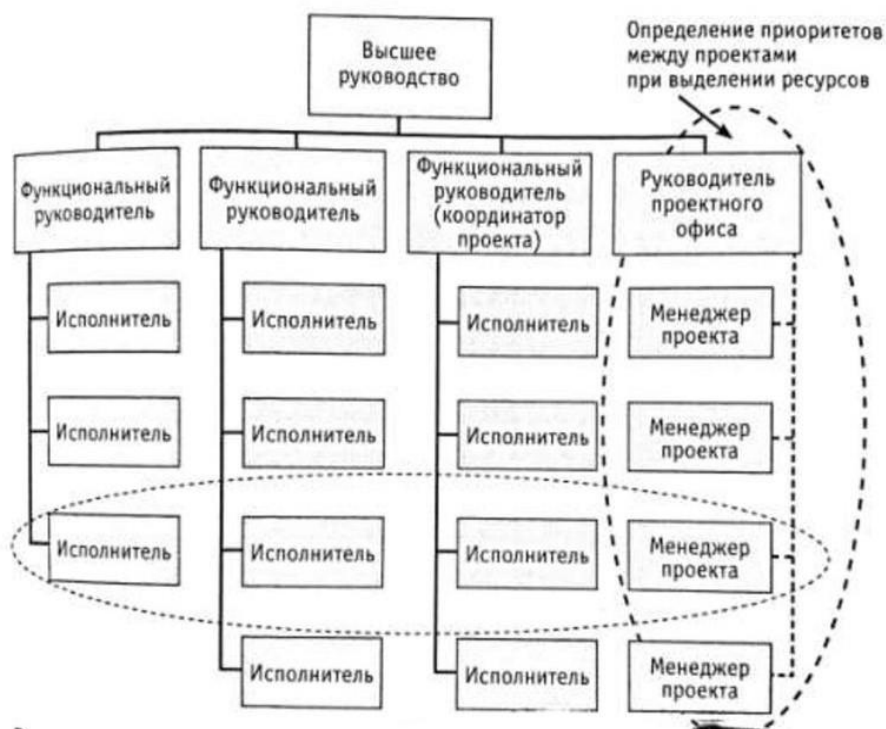 Высшее
руководство
Определение приоритетов
между проектами
при выделении ресурсов
Функциональный
руководитель
Функциональный
руководитель
Функциональный
руководитель
(координатор
проекта)
Руководитель
проектного
офиса
Исполнитель
Исполнитель
Исполнитель
Менеджер
проекта
Исполнитель
Исполнитель
Исполнитель
Менеджер
проекта
Исполнитель
Исполнитель
Исполнитель
Менеджер
проекта
Исполнитель
Исполнитель
Менеджер
проекта